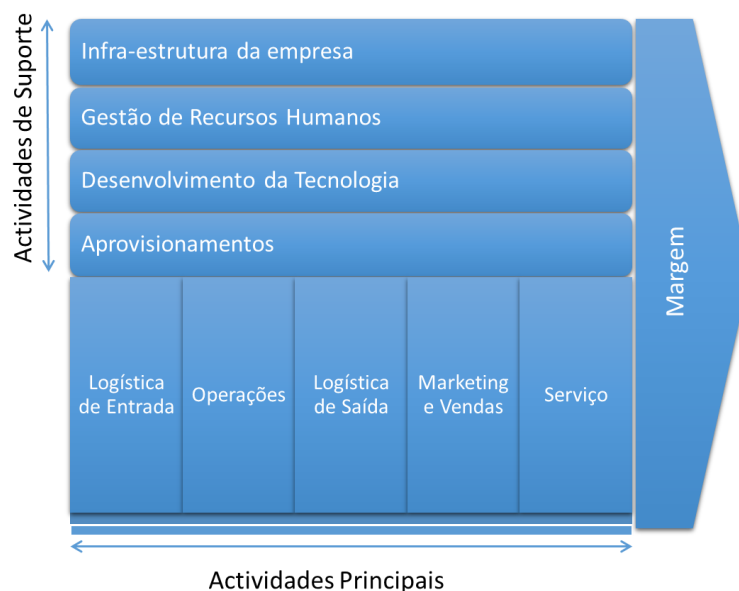 Actividades de Suporte
Infra-estrutura da empresa
Gestão de Recursos Humanos
Desenvolvimento da Tecnologia
Aprovisionamentos
Logística
de Entrada
Operações
Logística
de Saída
Marketing
e Vendas
Serviço
Margem
Actividades Principais